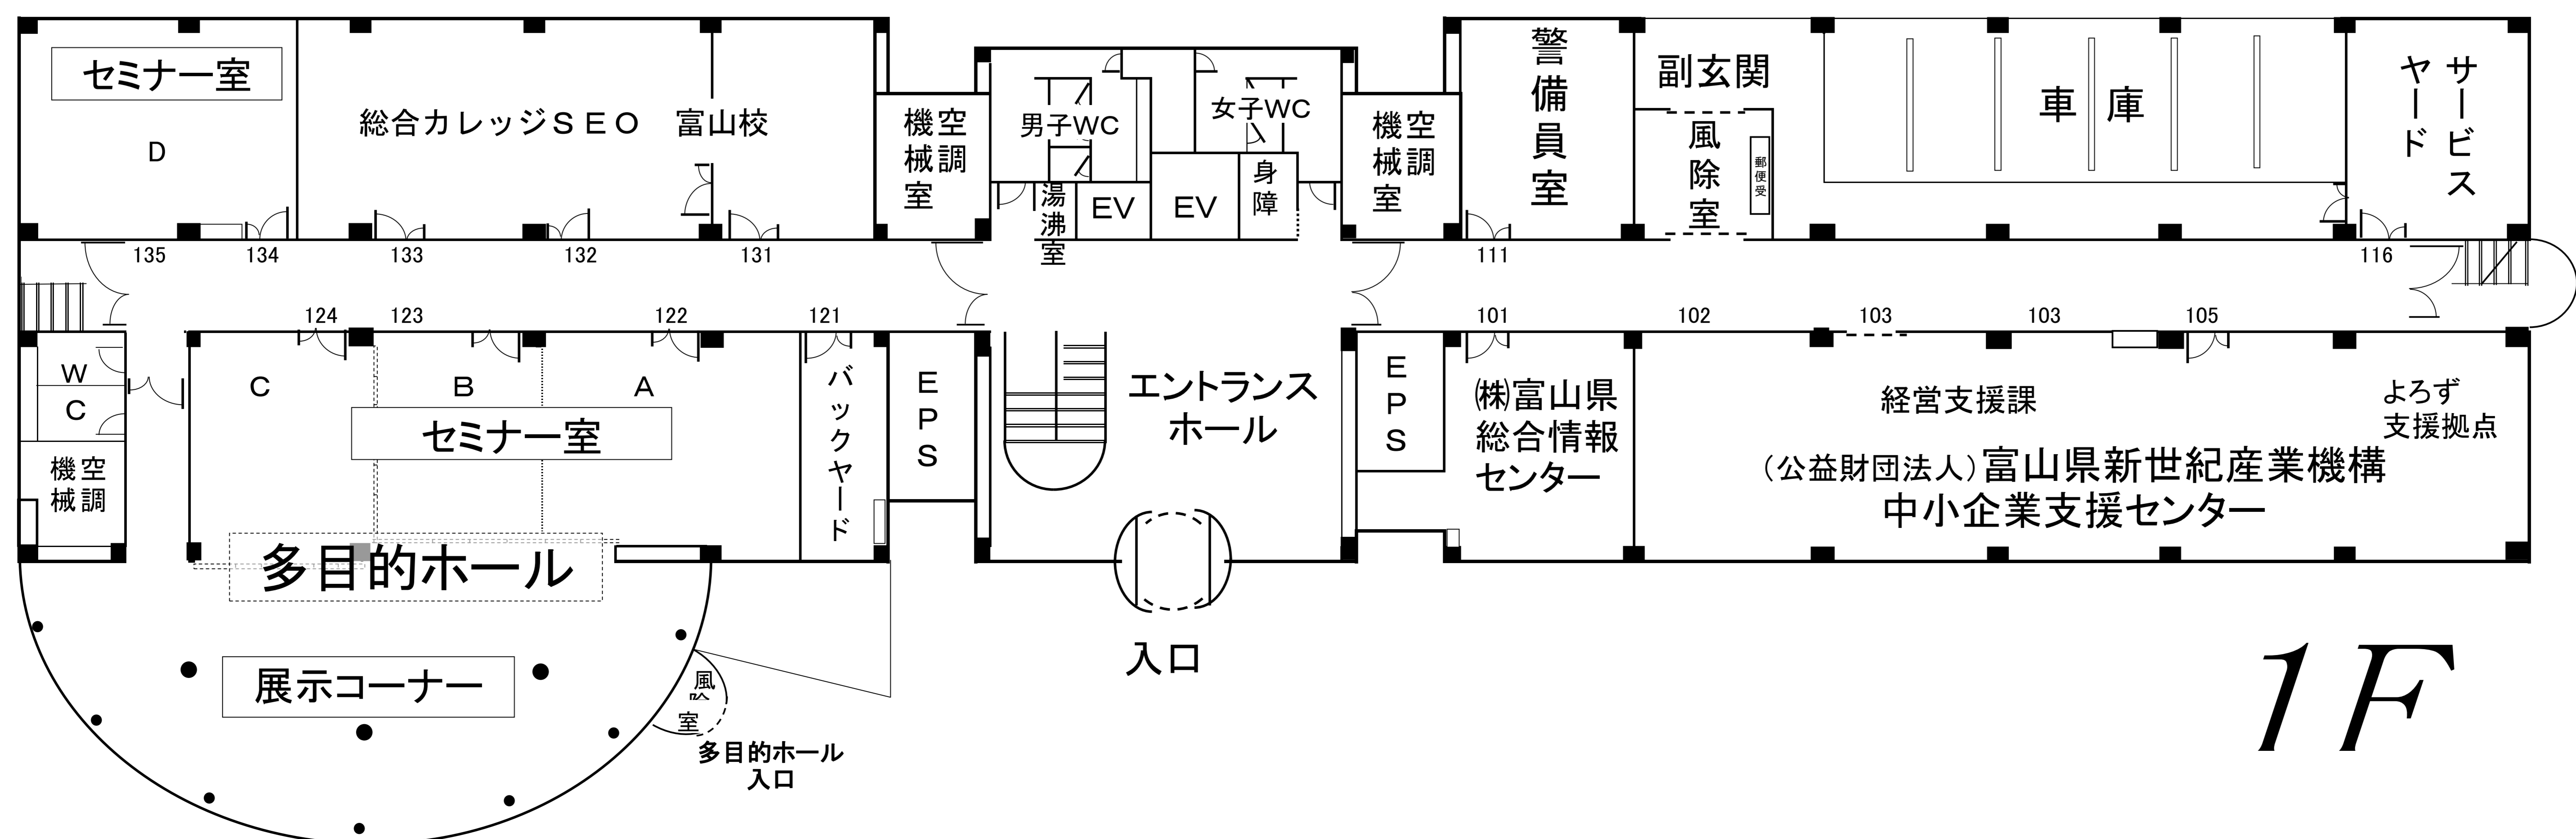 セミナー室
D
総合カレッジＳＥＯ　富山校
空調
機械室
男子WC
女子WC
湯沸室
EV
EV
身障
空調
機械室
警備員室
副玄関
風除室
郵便受
車庫
サービス
ヤード
135
134
133
132
131
111
116
124
123
122
121
101
102
103
103
105
W
C
空調
機械
C
B
A
セミナー室
バックヤード
EPS
エントランス
ホール
EPS
㈱富山県
総合情報
センター
経営支援課
よろず
支援拠点
（公益財団法人）富山県新世紀産業機構
中小企業支援センター
多目的ホール
展示コーナー
風除室
多目的ホール
入口
入口
1F